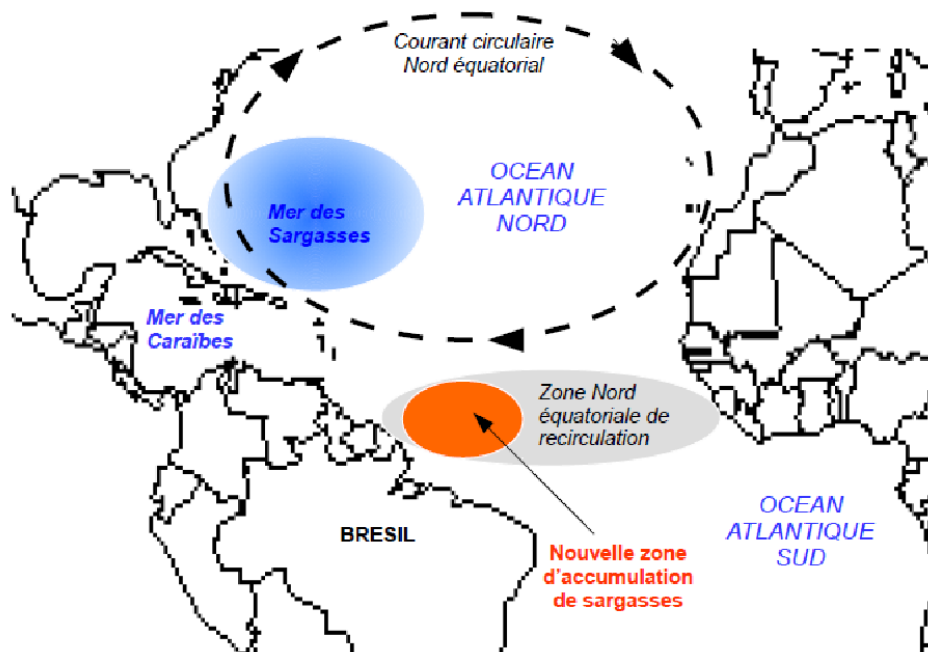 Courant circulaire
Nord équatorial
OCEAN
ATLANTIQUE
NORD
Mer des
Sargasses
Mer des
Caraïbes
Zone Nord
équatoriale de
recirculation
BRESIL
OCEAN
ATLANTIQUE
SUD
Nouvelle zone
d'accumulation
de sargasses